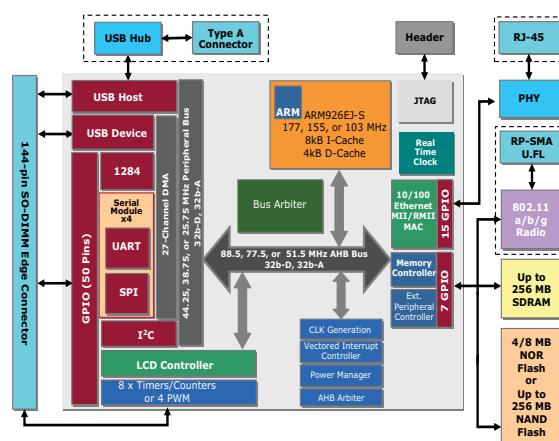 USB Hub
Type A
Connector
Header
RJ-45
144-pin SO-DIMM Edge Connector
USB Host
USB Device
GPIO (50 Pins)
1284
Serial
Module
x4
UART
SPI
I²C
27-Channel DMA
44.25, 38.75, or 25.75 MHz Peripheral Bus
32b-D, 32b-A
LCD Controller
8 x Timers/Counters
or 4 PWM
ARM
ARM926EJ-S
177, 155, or 103 MHz
8kB I-Cache
4kB D-Cache
Bus Arbiter
88.5, 77.5, or 51.5 MHz AHB Bus
32b-D, 32b-A
CLK Generation
Vectored Interrupt
Controller
Power Manager
AHB Arbiter
JTAG
Real
Time
Clock
10/100
Ethernet
MII/RMII
MAC
15 GPIO
Memory
Controller
Ext.
Peripheral
Controller
7 GPIO
PHY
RP-SMA
U.FL
802.11
a/b/g
Radio
Up to
256 MB
SDRAM
4/8 MB
NOR
Flash
or
Up to
256 MB
NAND
Flash